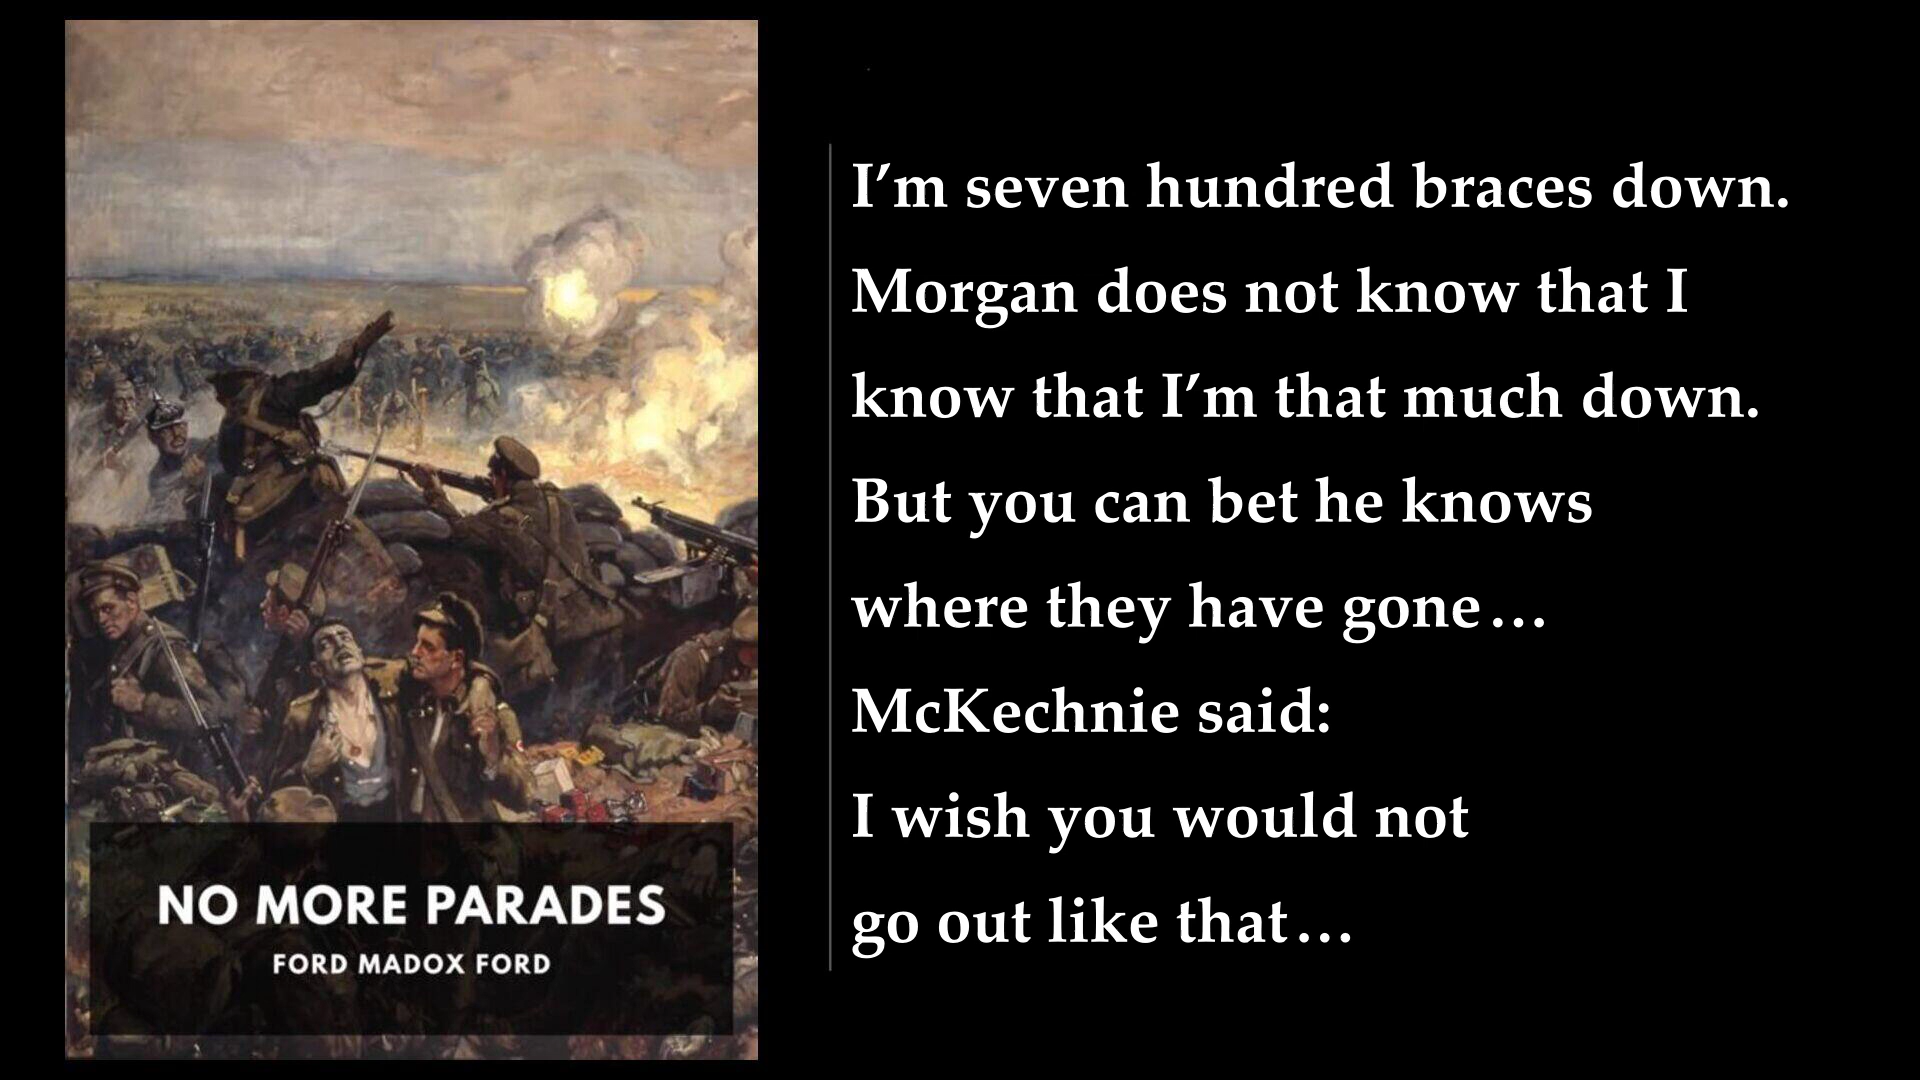 NO MORE PARADES
FORD MADOX FORD
I’m seven hundred braces down.
Morgan does not know that I
know that I’m that much down.
But you can bet he knows
where they have gone…
McKechnie said:
I wish you would not
go out like that…